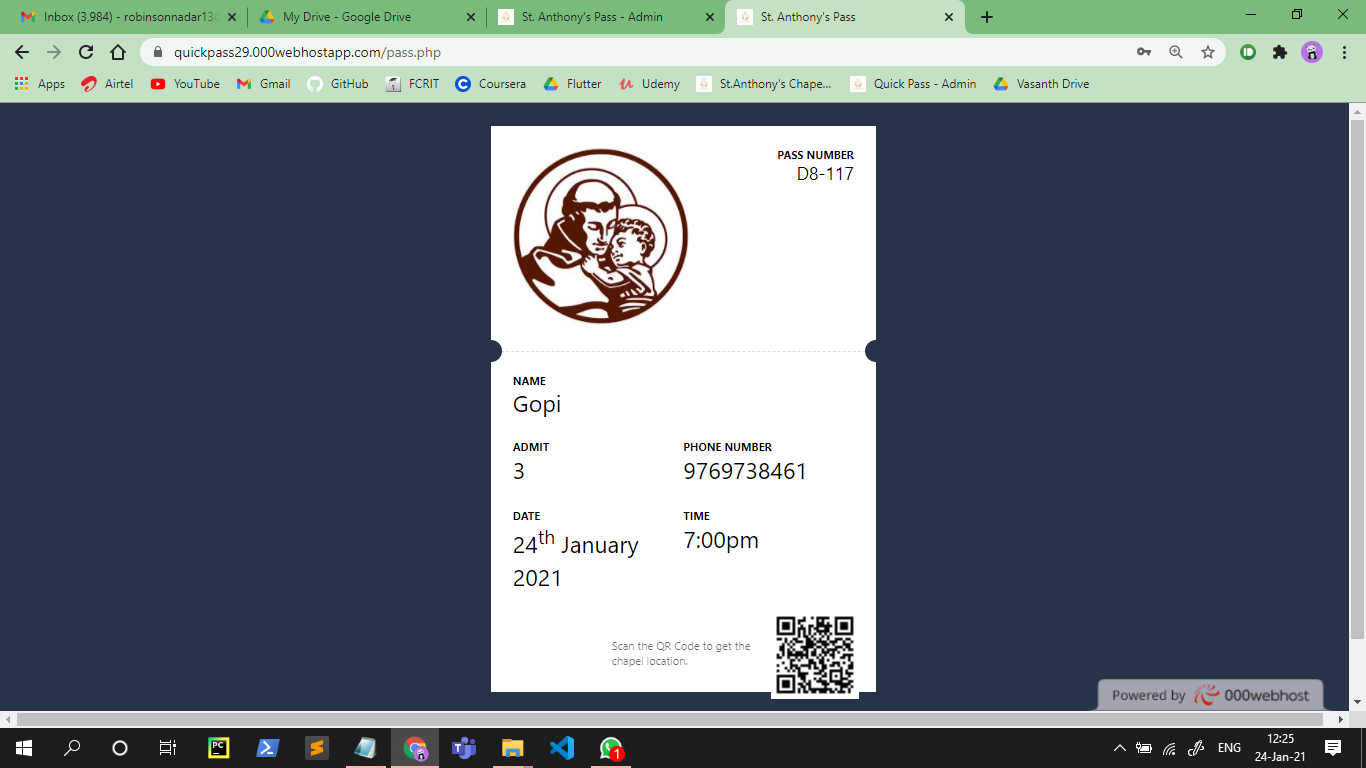 Inbox (3,984) - robinsonnadar13
My Drive - Google Drive
St. Anthony's Pass - Admin
St. Anthony's Pass
quickpass29.000webhostapp.com/pass.php
Apps
Airtel
YouTube
Gmail
GitHub
FCRIT
Coursera
Flutter
Udemy
St.Anthony's Chape...
Quick Pass - Admin
Vasanth Drive
PASS NUMBER
D8-117
NAME
Gopi
ADMIT
PHONE NUMBER
3
9769738461
DATE
TIME
24th January
7:00pm
2021
Scan the QR Code to get the
chapel location.
Powered by 000webhost
PC
1
ENG
12:25
24-Jan-21